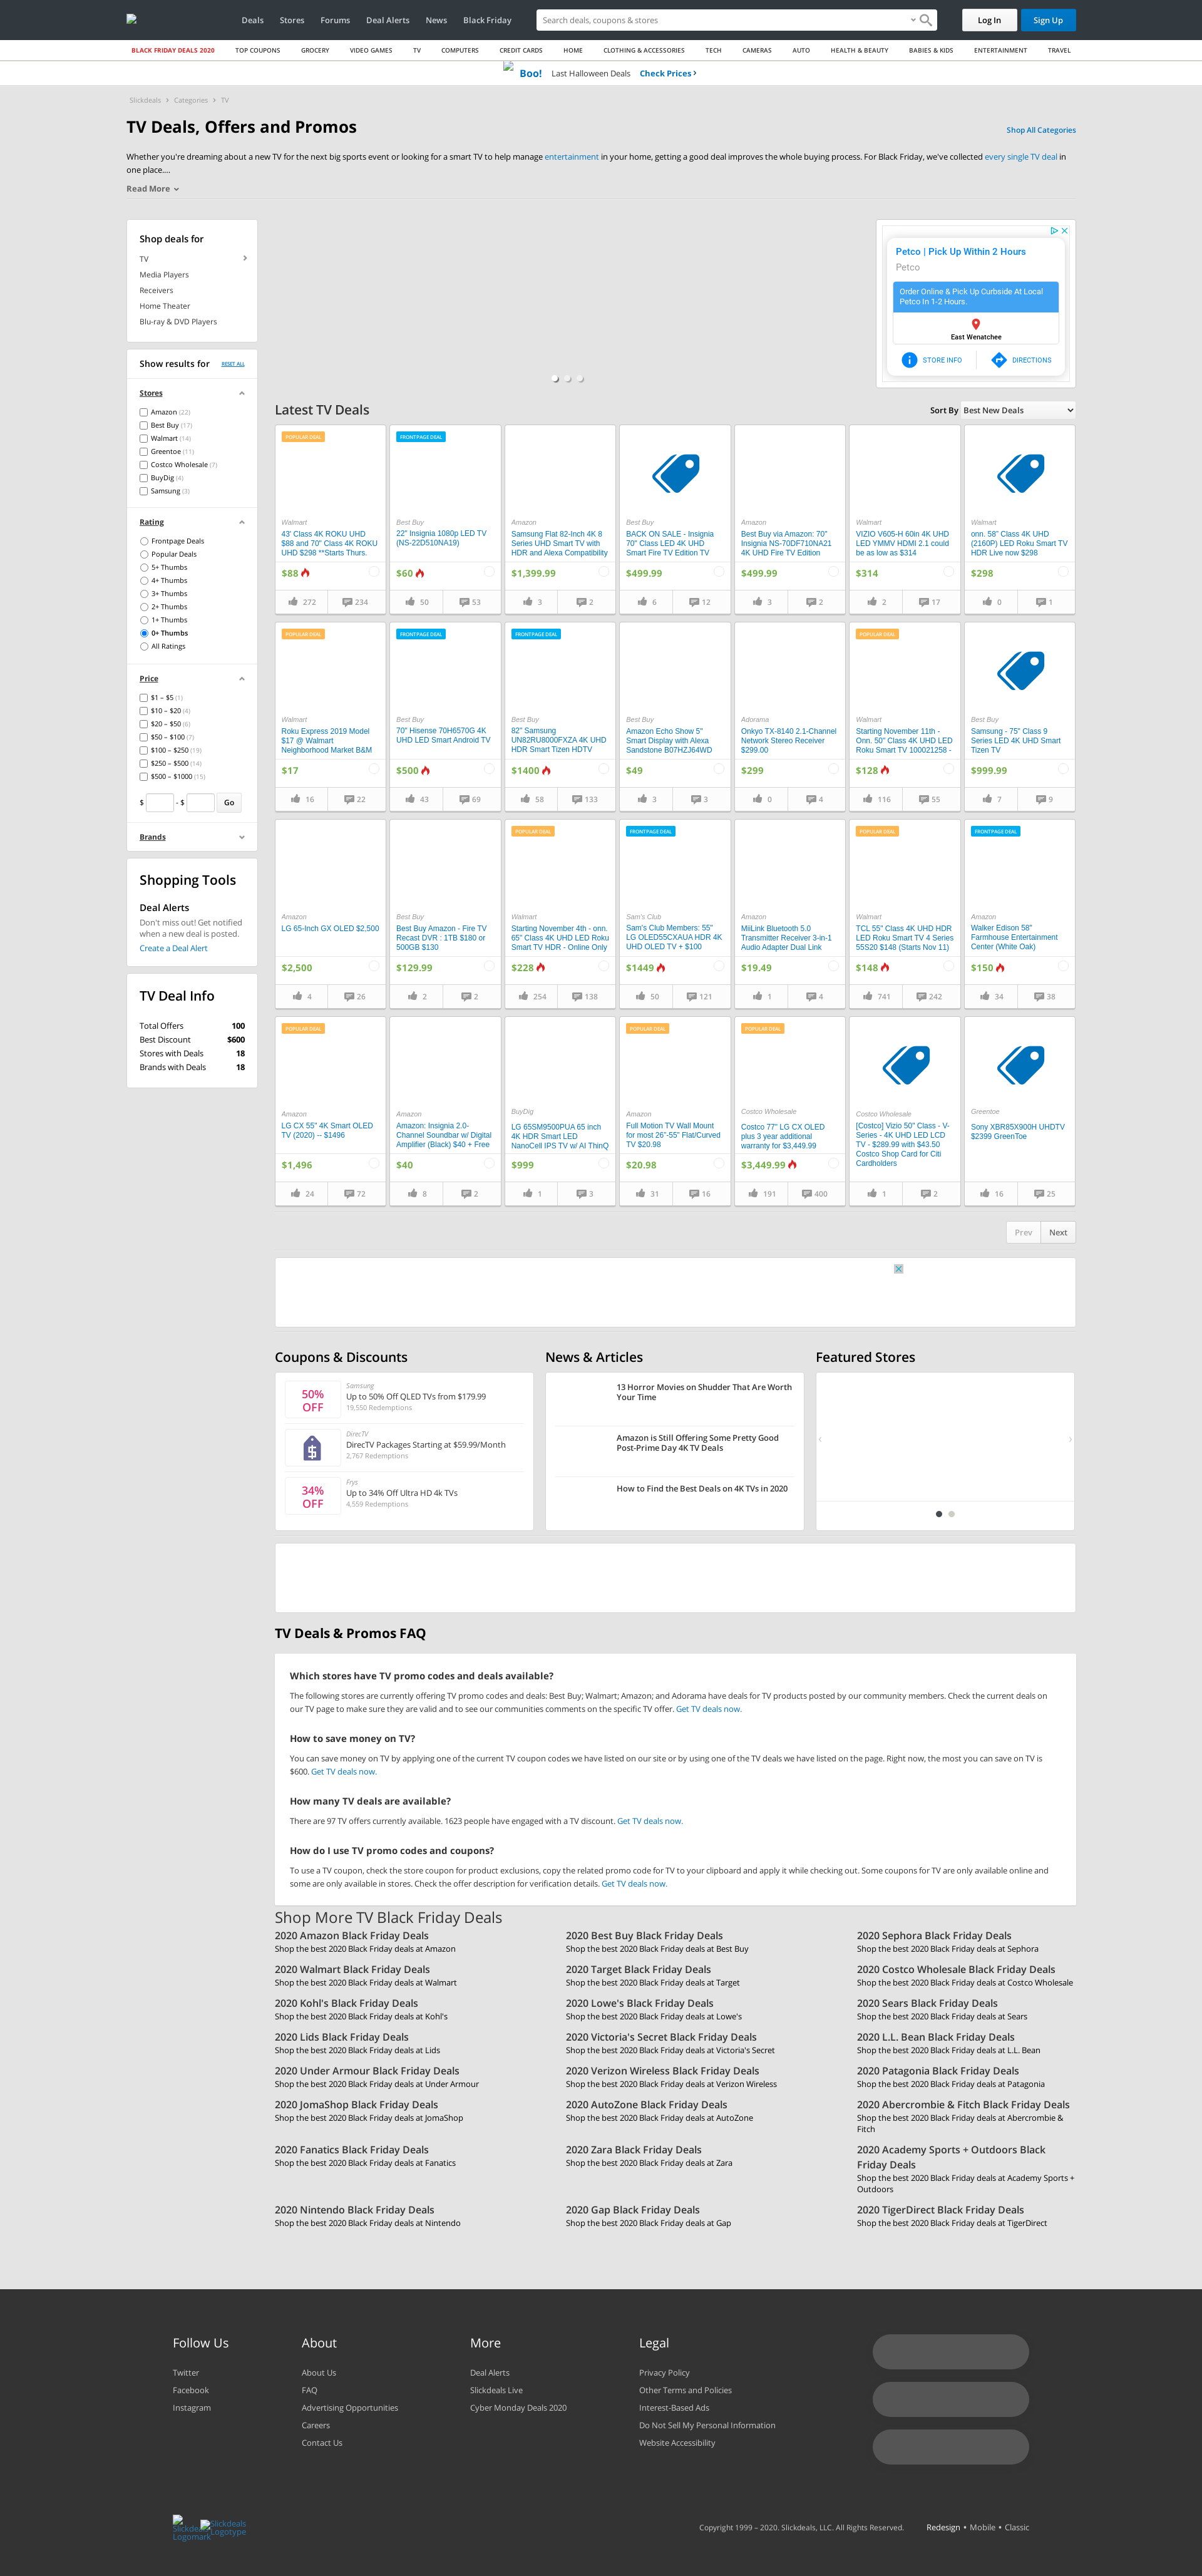 Deals Stores Forums Deal Alerts News Black Friday
Search deals, coupons & stores
Log In
Sign Up
BLACK FRIDAY DEALS 2020 TOP COUPONS GROCERY VIDEO GAMES TV COMPUTERS CREDIT CARDS HOME CLOTHING & ACCESSORIES TECH CAMERAS AUTO HEALTH & BEAUTY BABIES & KIDS ENTERTAINMENT TRAVEL
Boo! Last Halloween Deals Check Prices
Slickdeals Categories TV
TV Deals, Offers and Promos
Shop All Categories
Whether you're dreaming about a new TV for the next big sports event or looking for a smart TV to help manage entertainment in your home, getting a good deal improves the whole buying process. For Black Friday, we've collected every single TV deal in
one place....
Read More
Shop deals for
TV
Media Players
Receivers
Home Theater
Blu-ray & DVD Players
Show results for RESET ALL
Stores
Amazon (22)
Best Buy (17)
Walmart (14)
Greentoe (11)
Costco Wholesale (7)
BuyDig (4)
Samsung (3)
Rating
Frontpage Deals
Popular Deals
5+ Thumbs
4+ Thumbs
3+ Thumbs
2+ Thumbs
1+ Thumbs
0+ Thumbs
All Ratings
Price
$1 – $5 (1)
$10 – $20 (4)
$20 – $50 (6)
$50 – $100 (7)
$100 – $250 (19)
$250 – $500 (14)
$500 – $1000 (15)
$ - $ Go
Brands
Shopping Tools
Deal Alerts
Don't miss out! Get notified
when a new deal is posted.
Create a Deal Alert
TV Deal Info
Total Offers 100
Best Discount $600
Stores with Deals 18
Brands with Deals 18
Petco | Pick Up Within 2 Hours
Petco
Order Online & Pick Up Curbside At Local
Petco In 1-2 Hours.
East Wenatchee
STORE INFO
DIRECTIONS
Latest TV Deals
Sort By Best New Deals
POPULAR DEAL
Walmart
43' Class 4K ROKU UHD
$88 and 70" Class 4K ROKU
UHD $298 **Starts Thurs.
$88
272 234
FRONTPAGE DEAL
Best Buy
22" Insignia 1080p LED TV
(NS-22D510NA19)
$60
50 53
Amazon
Samsung Flat 82-Inch 4K 8
Series UHD Smart TV with
HDR and Alexa Compatibility
$1,399.99
3 2
Best Buy
BACK ON SALE - Insignia
70" Class LED 4K UHD
Smart Fire TV Edition TV
$499.99
6 12
Amazon
Best Buy via Amazon: 70"
Insignia NS-70DF710NA21
4K UHD Fire TV Edition
$499.99
3 2
Walmart
VIZIO V605-H 60in 4K UHD
LED YMMV HDMI 2.1 could
be as low as $314
$314
2 17
Walmart
onn. 58" Class 4K UHD
(2160P) LED Roku Smart TV
HDR Live now $298
$298
0 1
POPULAR DEAL
Walmart
Roku Express 2019 Model
$17 @ Walmart
Neighborhood Market B&M
$17
16 22
FRONTPAGE DEAL
Best Buy
70" Hisense 70H6570G 4K
UHD LED Smart Android TV
$500
43 69
FRONTPAGE DEAL
Best Buy
82" Samsung
UN82RU8000FXZA 4K UHD
HDR Smart Tizen HDTV
$1400
58 133
Best Buy
Amazon Echo Show 5"
Smart Display with Alexa
Sandstone B07HZJ64WD
$49
3 3
Adorama
Onkyo TX-8140 2.1-Channel
Network Stereo Receiver
$299.00
$299
0 4
POPULAR DEAL
Walmart
Starting November 11th -
Onn. 50" Class 4K UHD LED
Roku Smart TV 100021258 -
$128
116 55
Best Buy
Samsung - 75" Class 9
Series LED 4K UHD Smart
Tizen TV
$999.99
7 9
Amazon
LG 65-Inch GX OLED $2,500
$2,500
4 26
Best Buy
Best Buy Amazon - Fire TV
Recast DVR : 1TB $180 or
500GB $130
$129.99
2 2
POPULAR DEAL
Walmart
Starting November 4th - onn.
65" Class 4K UHD LED Roku
Smart TV HDR - Online Only
$228
254 138
FRONTPAGE DEAL
Sam's Club
Sam's Club Members: 55"
LG OLED55CXAUA HDR 4K
UHD OLED TV + $100
$1449
50 121
Amazon
MiiLink Bluetooth 5.0
Transmitter Receiver 3-in-1
Audio Adapter Dual Link
$19.49
1 4
POPULAR DEAL
Walmart
TCL 55" Class 4K UHD HDR
LED Roku Smart TV 4 Series
55S20 $148 (Starts Nov 11)
$148
741 242
FRONTPAGE DEAL
Amazon
Walker Edison 58"
Farmhouse Entertainment
Center (White Oak)
$150
34 38
POPULAR DEAL
Amazon
LG CX 55" 4K Smart OLED
TV (2020) -- $1496
$1,496
24 72
Amazon
Amazon: Insignia 2.0-
Channel Soundbar w/ Digital
Amplifier (Black) $40 + Free
$40
8 2
BuyDig
LG 65SM9500PUA 65 inch
4K HDR Smart LED
NanoCell IPS TV w/ AI ThinQ
$999
1 3
POPULAR DEAL
Amazon
Full Motion TV Wall Mount
for most 26"-55" Flat/Curved
TV $20.98
$20.98
31 16
POPULAR DEAL
Costco Wholesale
Costco 77" LG CX OLED
plus 3 year additional
warranty for $3,449.99
$3,449.99
191 400
Costco Wholesale
[Costco] Vizio 50" Class - V-
Series - 4K UHD LED LCD
TV - $289.99 with $43.50
Costco Shop Card for Citi
Cardholders
1 2
Greentoe
Sony XBR85X900H UHDTV
$2399 GreenToe
16 25
Prev Next
Coupons & Discounts
50%
OFF
Samsung
Up to 50% Off QLED TVs from $179.99
19,550 Redemptions
DirecTV
DirecTV Packages Starting at $59.99/Month
2,767 Redemptions
34%
OFF
Frys
Up to 34% Off Ultra HD 4k TVs
4,559 Redemptions
News & Articles
13 Horror Movies on Shudder That Are Worth
Your Time
Amazon is Still Offering Some Pretty Good
Post-Prime Day 4K TV Deals
How to Find the Best Deals on 4K TVs in 2020
Featured Stores
TV Deals & Promos FAQ
Which stores have TV promo codes and deals available?
The following stores are currently offering TV promo codes and deals: Best Buy; Walmart; Amazon; and Adorama have deals for TV products posted by our community members. Check the current deals on
our TV page to make sure they are valid and to see our communities comments on the specific TV offer. Get TV deals now.
How to save money on TV?
You can save money on TV by applying one of the current TV coupon codes we have listed on our site or by using one of the TV deals we have listed on the page. Right now, the most you can save on TV is
$600. Get TV deals now.
How many TV deals are available?
There are 97 TV offers currently available. 1623 people have engaged with a TV discount. Get TV deals now.
How do I use TV promo codes and coupons?
To use a TV coupon, check the store coupon for product exclusions, copy the related promo code for TV to your clipboard and apply it while checking out. Some coupons for TV are only available online and
some are only available in stores. Check the offer description for verification details. Get TV deals now.
Shop More TV Black Friday Deals
2020 Amazon Black Friday Deals
Shop the best 2020 Black Friday deals at Amazon
2020 Best Buy Black Friday Deals
Shop the best 2020 Black Friday deals at Best Buy
2020 Sephora Black Friday Deals
Shop the best 2020 Black Friday deals at Sephora
2020 Walmart Black Friday Deals
Shop the best 2020 Black Friday deals at Walmart
2020 Target Black Friday Deals
Shop the best 2020 Black Friday deals at Target
2020 Costco Wholesale Black Friday Deals
Shop the best 2020 Black Friday deals at Costco Wholesale
2020 Kohl's Black Friday Deals
Shop the best 2020 Black Friday deals at Kohl's
2020 Lowe's Black Friday Deals
Shop the best 2020 Black Friday deals at Lowe's
2020 Sears Black Friday Deals
Shop the best 2020 Black Friday deals at Sears
2020 Lids Black Friday Deals
Shop the best 2020 Black Friday deals at Lids
2020 Victoria's Secret Black Friday Deals
Shop the best 2020 Black Friday deals at Victoria's Secret
2020 L.L. Bean Black Friday Deals
Shop the best 2020 Black Friday deals at L.L. Bean
2020 Under Armour Black Friday Deals
Shop the best 2020 Black Friday deals at Under Armour
2020 Verizon Wireless Black Friday Deals
Shop the best 2020 Black Friday deals at Verizon Wireless
2020 Patagonia Black Friday Deals
Shop the best 2020 Black Friday deals at Patagonia
2020 JomaShop Black Friday Deals
Shop the best 2020 Black Friday deals at JomaShop
2020 AutoZone Black Friday Deals
Shop the best 2020 Black Friday deals at AutoZone
2020 Abercrombie & Fitch Black Friday Deals
Shop the best 2020 Black Friday deals at Abercrombie &
Fitch
2020 Fanatics Black Friday Deals
Shop the best 2020 Black Friday deals at Fanatics
2020 Zara Black Friday Deals
Shop the best 2020 Black Friday deals at Zara
2020 Academy Sports + Outdoors Black
Friday Deals
Shop the best 2020 Black Friday deals at Academy Sports +
Outdoors
2020 Nintendo Black Friday Deals
Shop the best 2020 Black Friday deals at Nintendo
2020 Gap Black Friday Deals
Shop the best 2020 Black Friday deals at Gap
2020 TigerDirect Black Friday Deals
Shop the best 2020 Black Friday deals at TigerDirect
Follow Us
Twitter
Facebook
Instagram
About
About Us
FAQ
Advertising Opportunities
Careers
Contact Us
More
Deal Alerts
Slickdeals Live
Cyber Monday Deals 2020
Legal
Privacy Policy
Other Terms and Policies
Interest-Based Ads
Do Not Sell My Personal Information
Website Accessibility
Slickdeals
Logomark
Slickdeals
Logotype
Copyright 1999 – 2020. Slickdeals, LLC. All Rights Reserved.
Redesign • Mobile • Classic